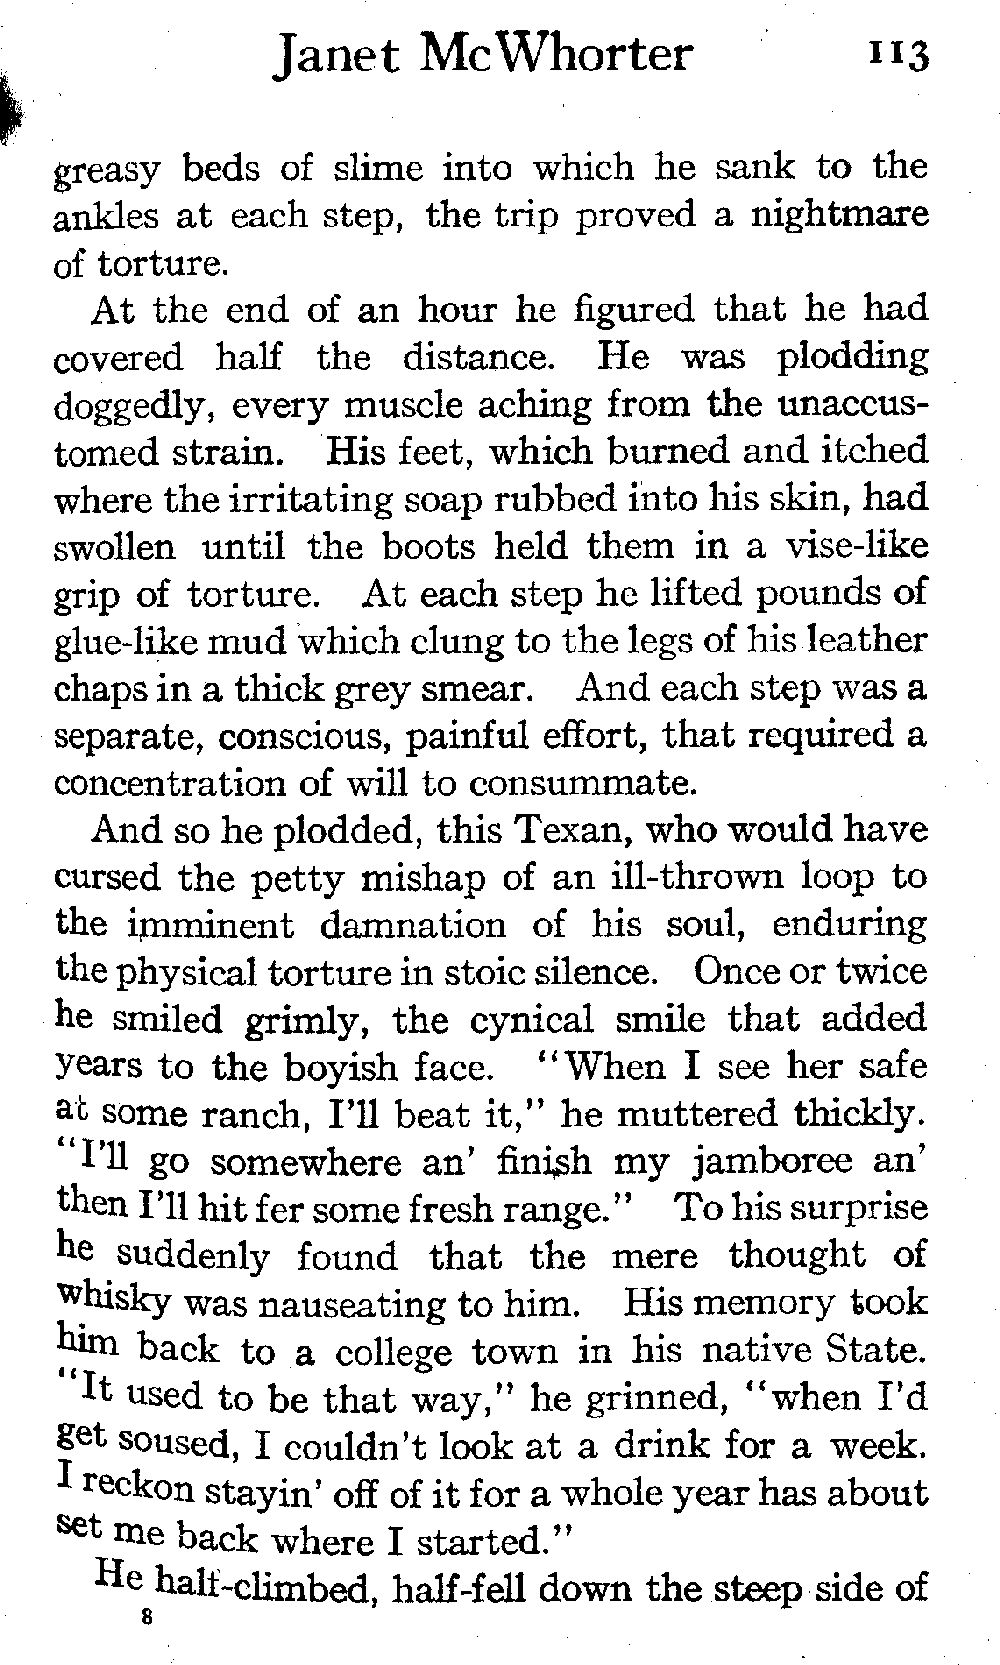 Janet McWhorter 113
greasy beds of slime into which he sank to the
ankles at each step, the trip proved a nightmare
of torture.
At the end of an hour he figured that he had
covered half the distance. He was plodding
doggedly, every muscle aching from the unaccus-
tomed strain. His feet, which burned and itched
where the irritating soap rubbed into his skin, had
swollen until the boots held them in a vise-like
grip of torture. At each step he lifted pounds of
glue-like mud which clung to the legs of his leather
chaps in a thick grey smear. And each step was a
separate, conscious, painful effort, that required a
concentration of will to consummate.
And so he plodded, this Texan, who would have
cursed the petty mishap of an ill-thrown loop to
the imminent damnation of his soul, enduring
the physical torture in stoic silence. Once or twice
he smiled grimly, the cynical smile that added
years to the boyish face. "When I see her safe
at some ranch, I'll beat it," he muttered thickly.
"I'll go somewhere an' finish my jamboree an'
then I'll hit fer some fresh range." To his surprise
he suddenly found that the mere thought of
whisky was nauseating to him. His memory took
him back to a college town in his native State.
"It used to be that way," he grinned, "when I'd
get soused, I couldn't look at a drink for a week.
I reckon stayin' off of it for a whole year has about
set me back where I started."
He half-climbed, half-fell down the steep side of
8